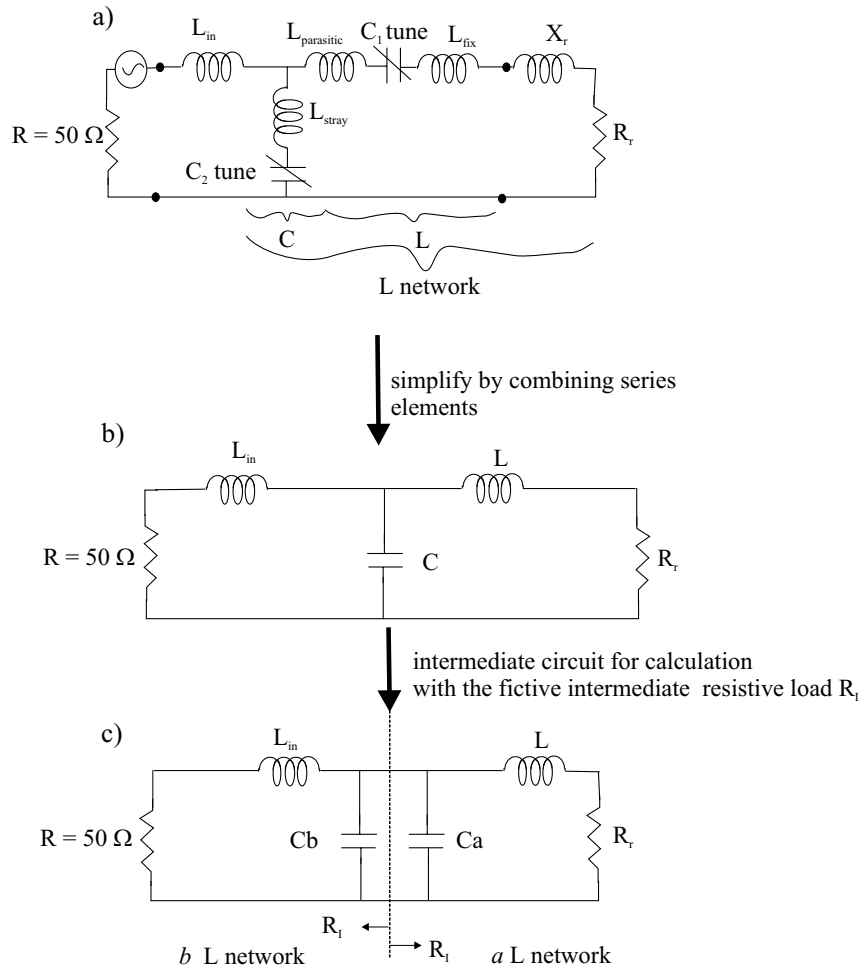 a)
L_in
L_parasitic
C_1 tune
L_fix
X_r
R = 50 Ω
L_stray
R_r
C_2 tune
C
L
L network
simplify by combining series
elements
b)
L_in
L
R = 50 Ω
C
R_r
intermediate circuit for calculation
with the fictive intermediate resistive load R_I
c)
L_in
L
R = 50 Ω
Cb
Ca
R_r
R_I
R_I
b L network
a L network